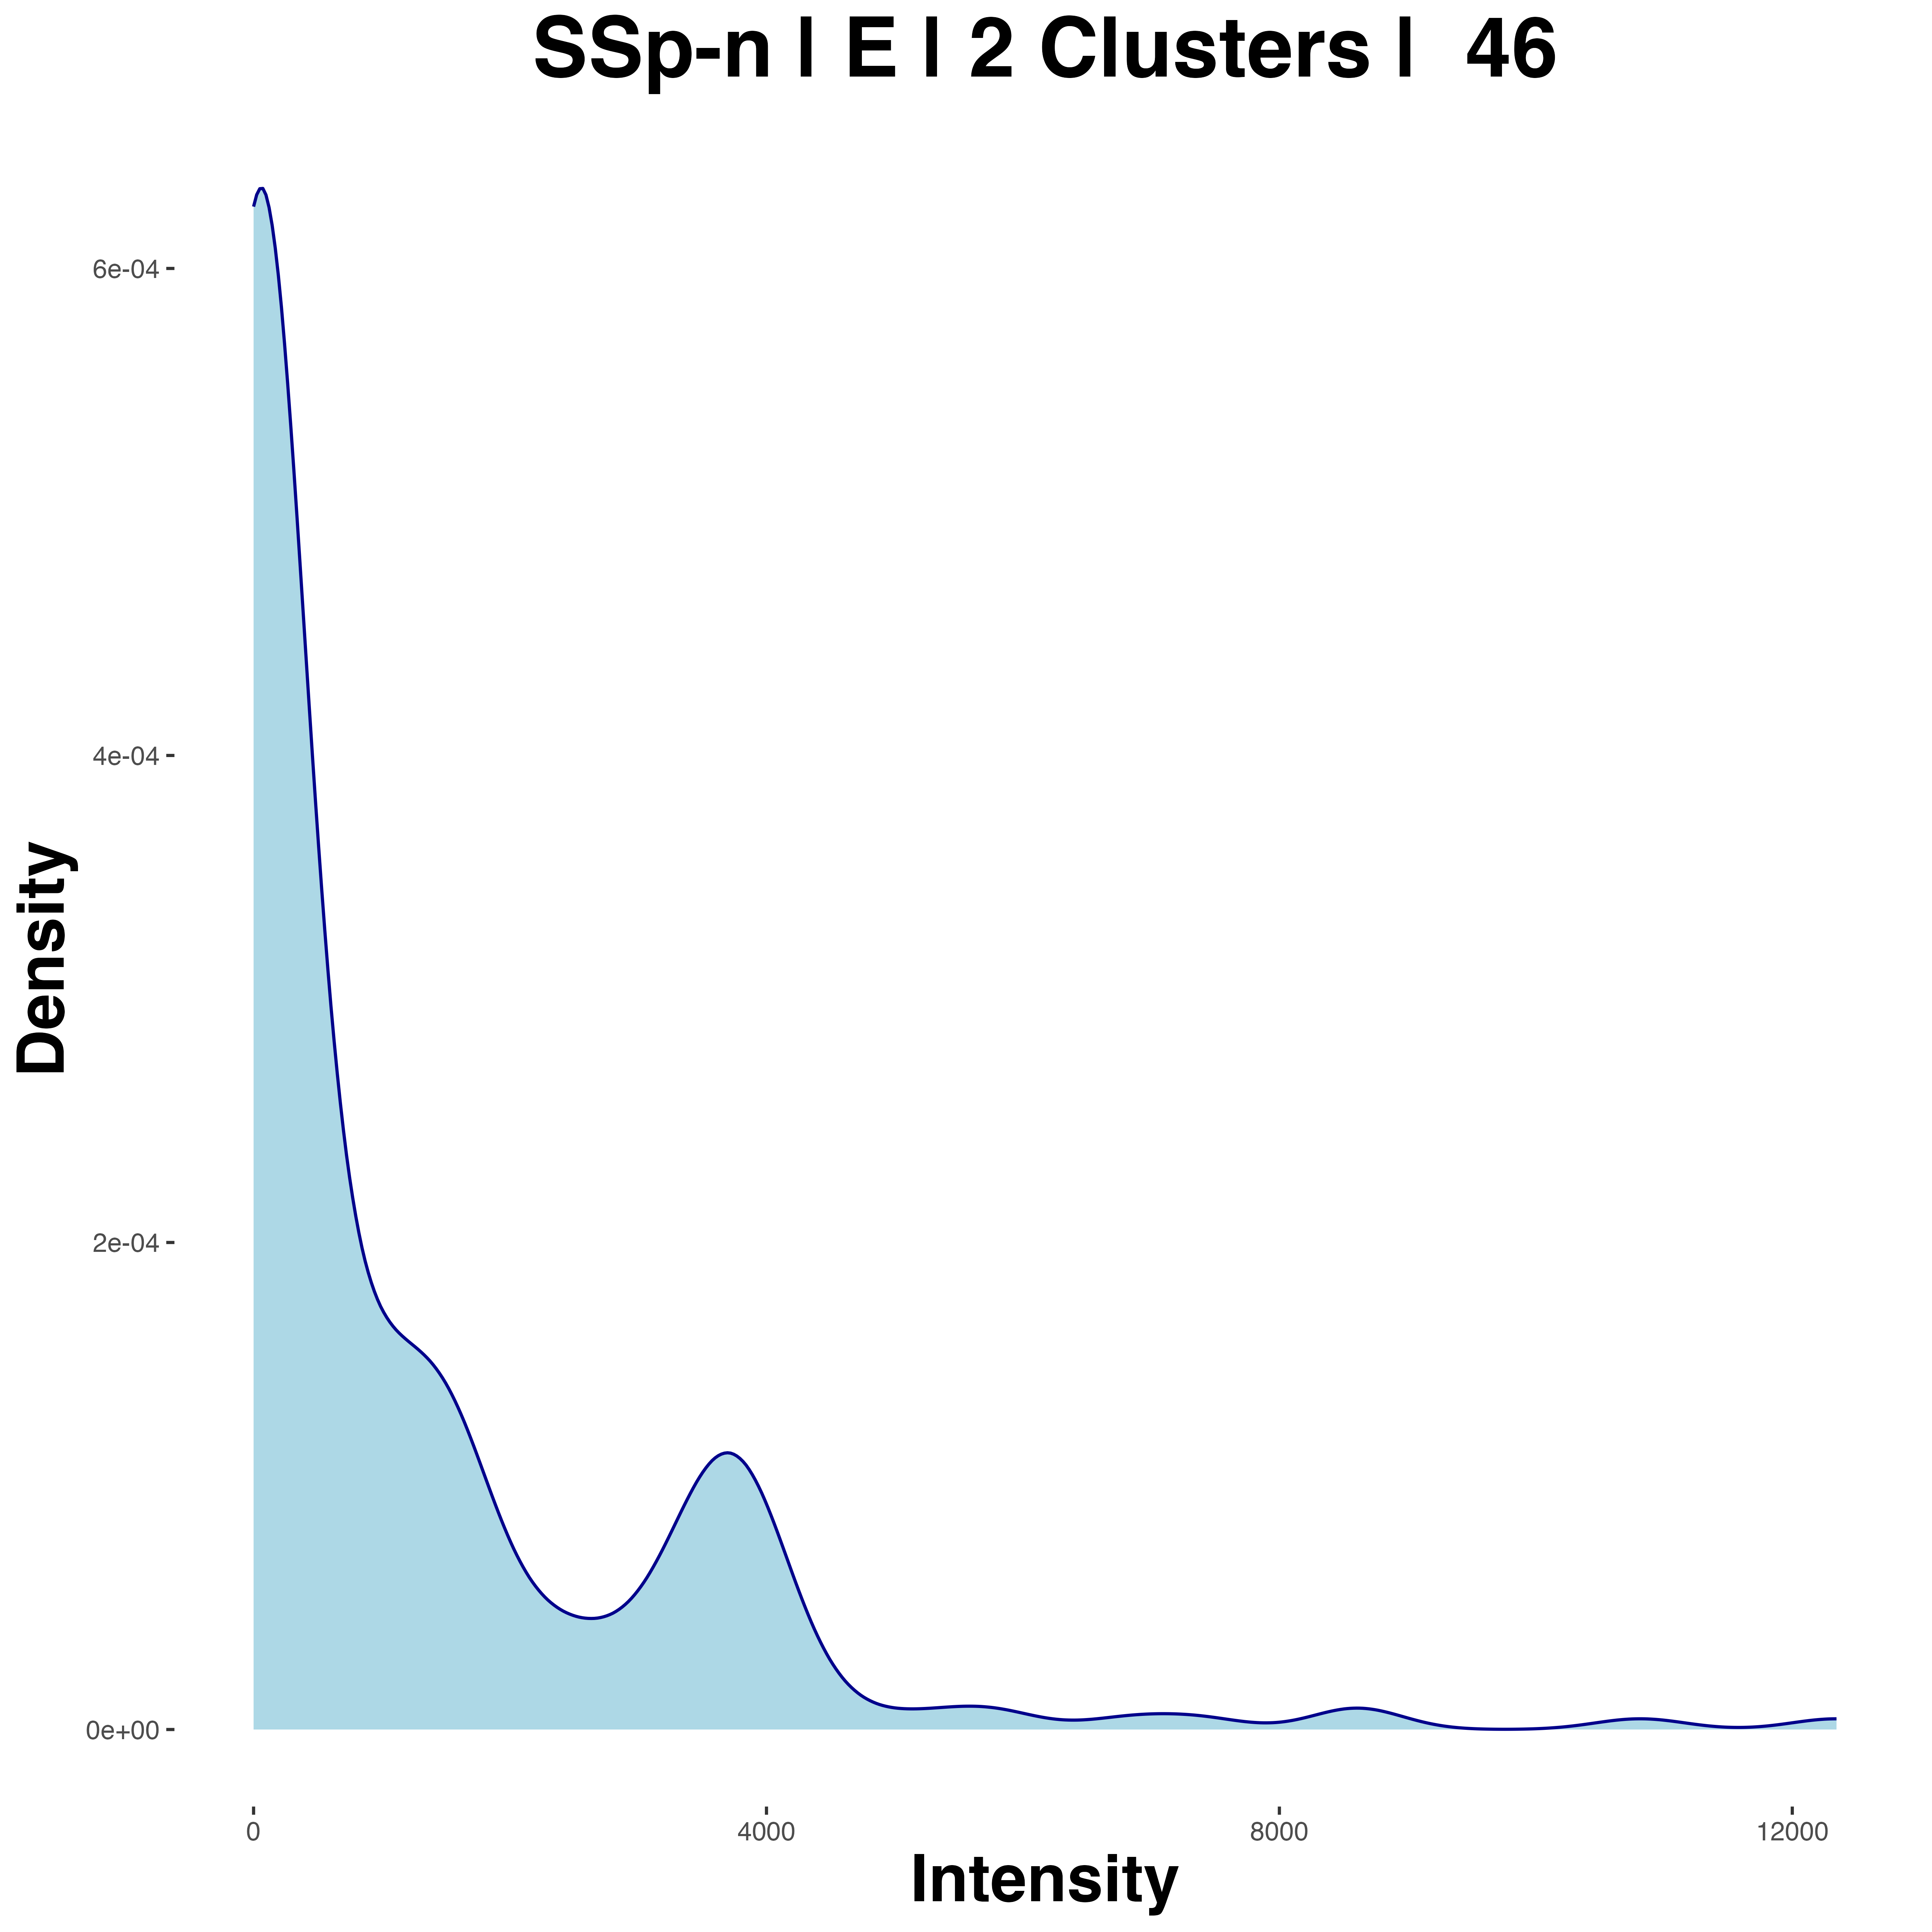 SSp-n | E | 2 Clusters |  46
6e-04
4e-04
2e-04
0e+00
Density
0
4000
8000
12000
Intensity